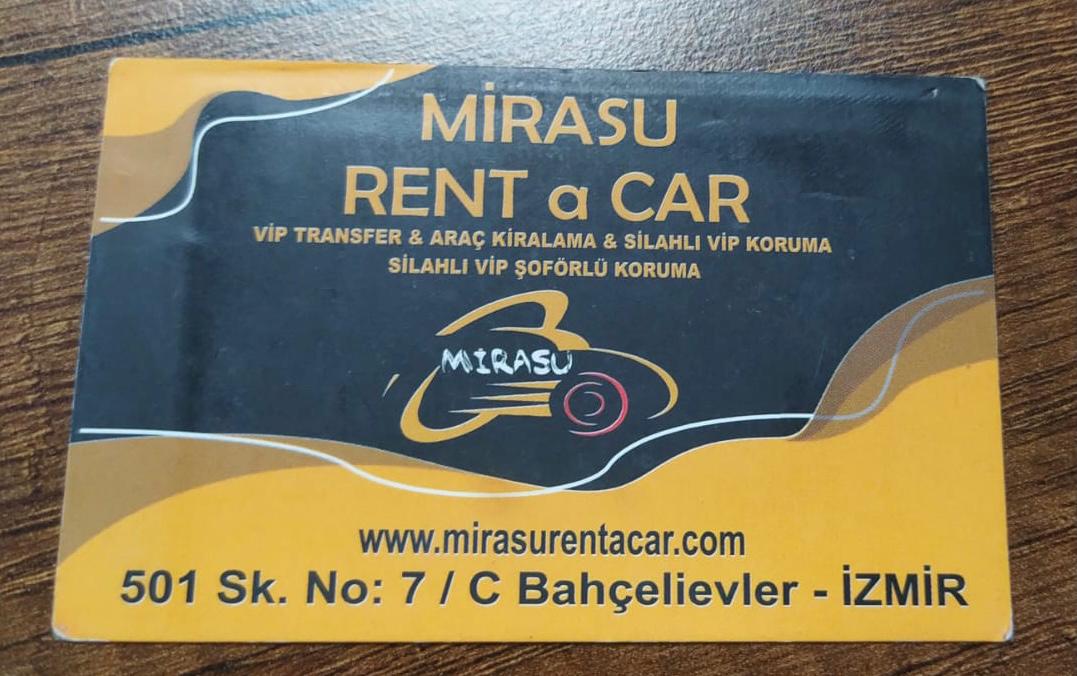 MİRASU
RENT a CAR
VİP TRANSFER & ARAÇ KİRALAMA & SİLAHLI VİP KORUMA
SİLAHLI VİP ŞOFÖRLÜ KORUMA
MİRASU
www.mirasurentacar.com
501 Sk. No: 7 / C Bahçelievler - İZMİR